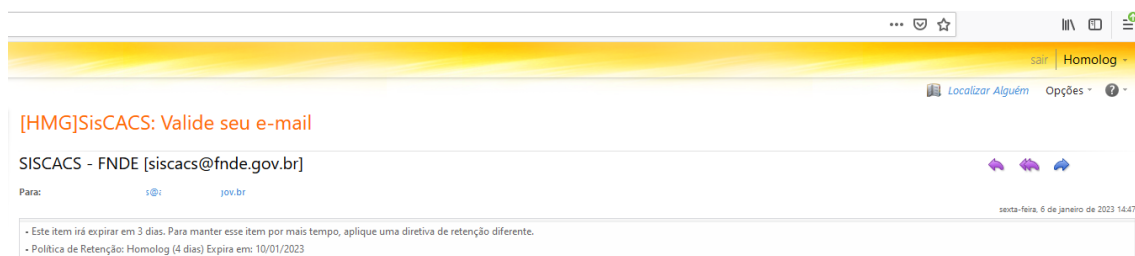 sair Homolog
Localizar Alguém Opções
[HMG]SisCACS: Valide seu e-mail
SISCACS - FNDE [siscacs@fnde.gov.br]
Para:
sexta-feira, 6 de janeiro de 2023 14:47
- Este item irá expirar em 3 dias. Para manter esse item por mais tempo, aplique uma diretiva de retenção diferente.
- Política de Retenção: Homolog (4 dias) Expira em: 10/01/2023